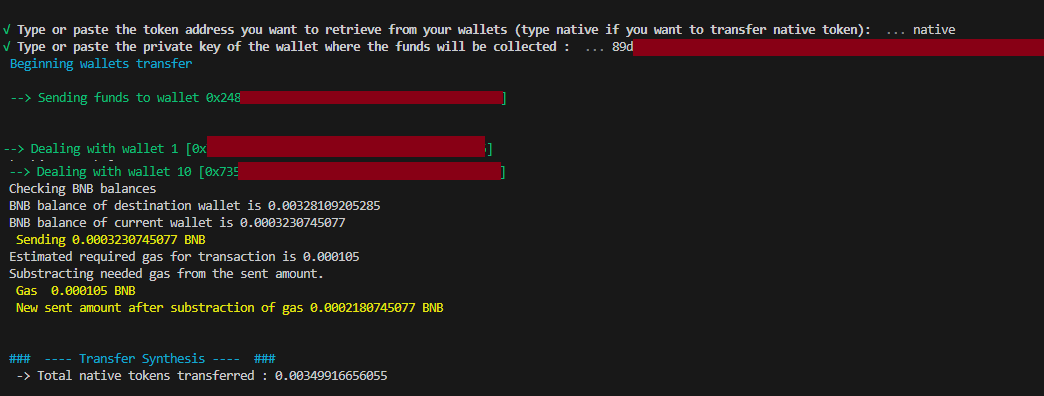 √ Type or paste the token address you want to retrieve from your wallets (type native if you want to transfer native token):  ... native
√ Type or paste the private key of the wallet where the funds will be collected :  ... 89d
Beginning wallets transfer
--> Sending funds to wallet 0x248 ]
--> Dealing with wallet 1 [0x ]
--> Dealing with wallet 10 [0x735 ]
Checking BNB balances
BNB balance of destination wallet is 0.00328109205285
BNB balance of current wallet is 0.0003230745077
Sending 0.0003230745077 BNB
Estimated required gas for transaction is 0.000105
Substracting needed gas from the sent amount.
Gas  0.000105 BNB
New sent amount after substraction of gas 0.0002180745077 BNB
###  ---- Transfer Synthesis ----  ###
-> Total native tokens transferred : 0.00349916656055